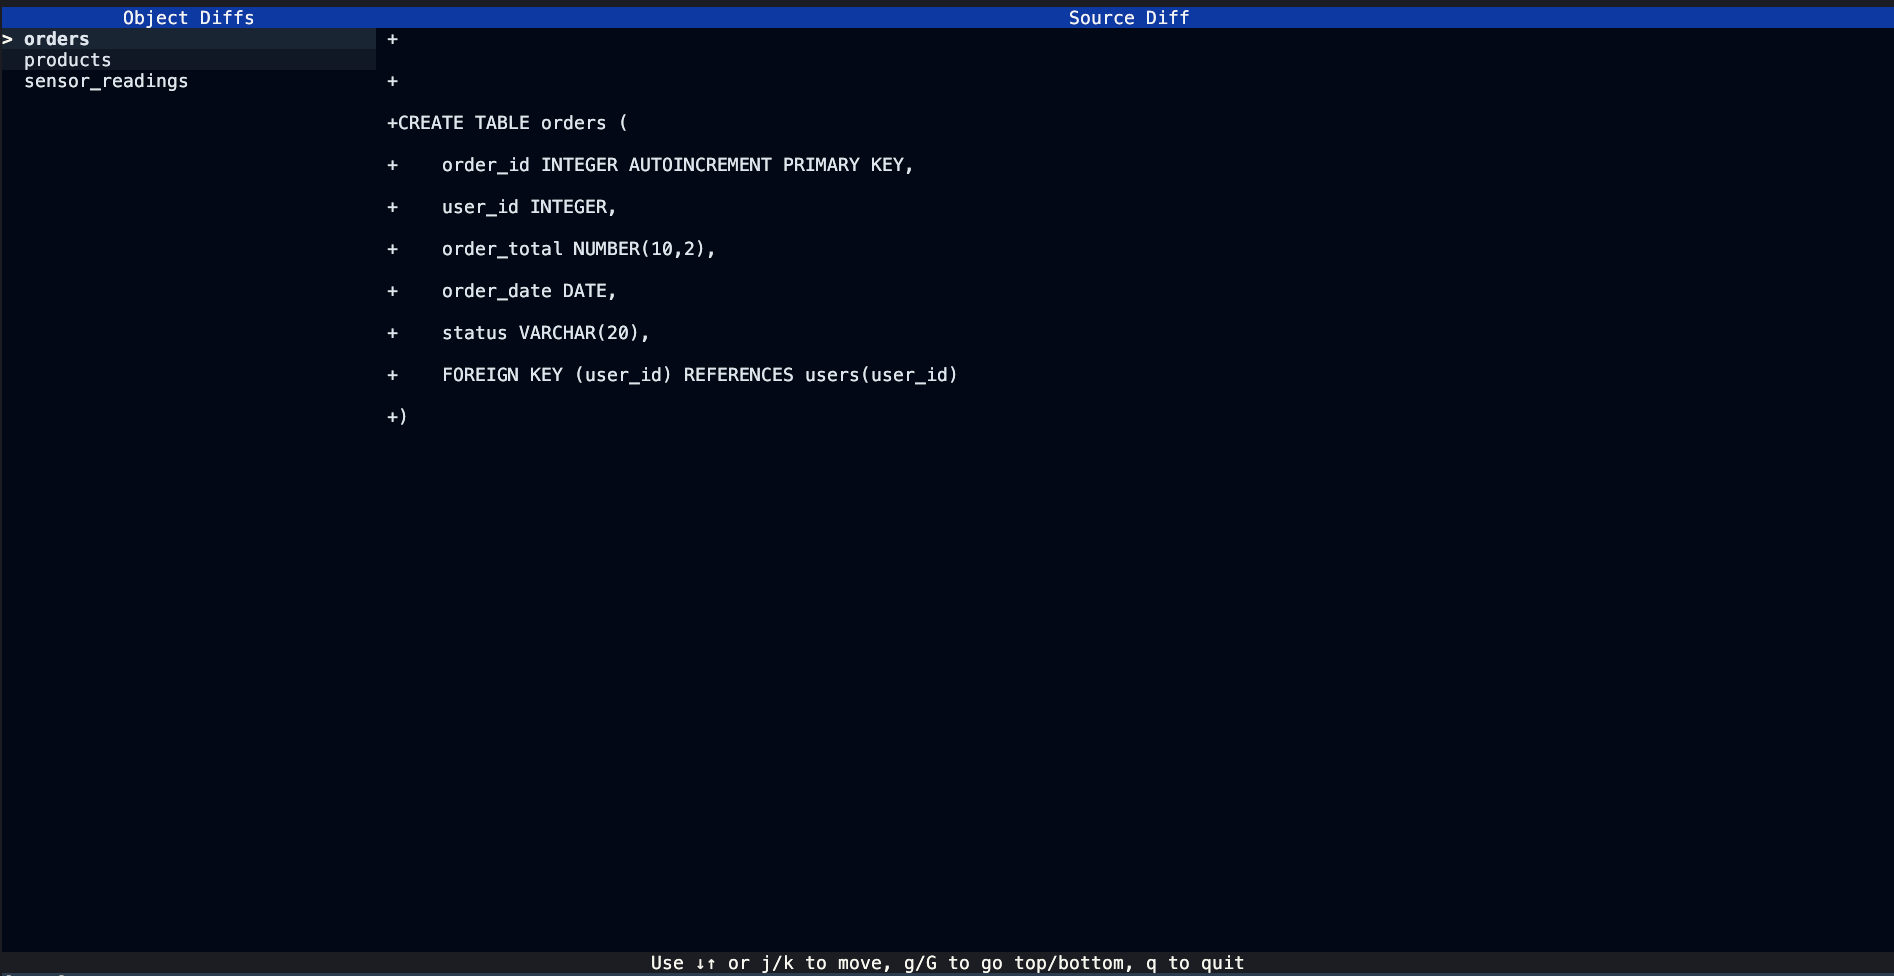 Object Diffs
> orders
products
sensor_readings
Source Diff
+
+
+CREATE TABLE orders (
+    order_id INTEGER AUTOINCREMENT PRIMARY KEY,
+    user_id INTEGER,
+    order_total NUMBER(10,2),
+    order_date DATE,
+    status VARCHAR(20),
+    FOREIGN KEY (user_id) REFERENCES users(user_id)
+)
Use ↓↑ or j/k to move, g/G to go top/bottom, q to quit